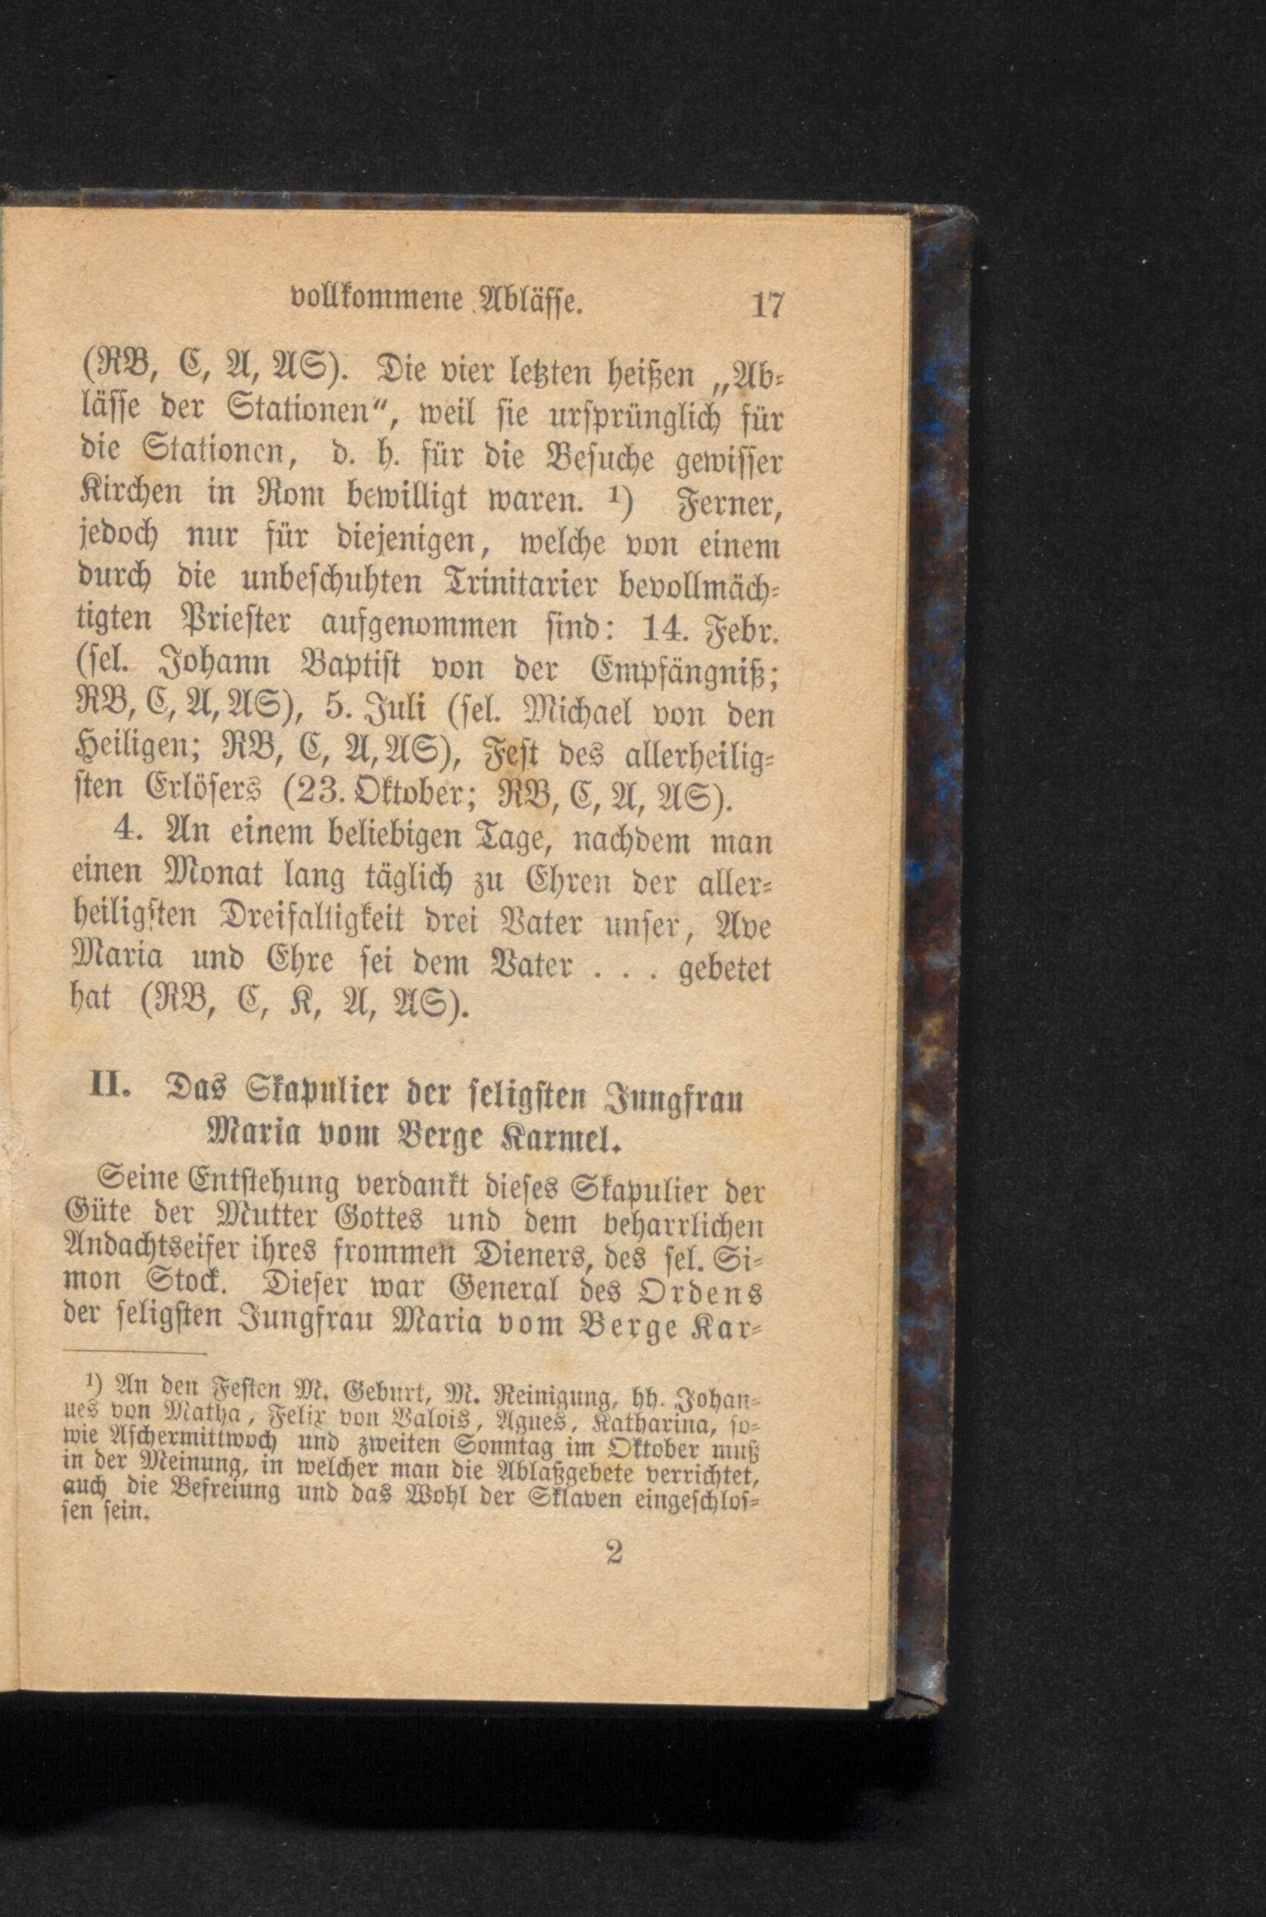 vollkommene Ablässe. 17
(RB, C, A, AS). Die vier letzten heißen „Ab-
lässe der Stationen“, weil sie ursprünglich für
die Stationen, d. h. für die Besuche gewisser
Kirchen in Rom bewilligt waren. ¹) Ferner,
jedoch nur für diejenigen, welche von einem
durch die unbeschuhten Trinitarier bevollmäch-
tigten Priester aufgenommen sind: 14. Febr.
(sel. Johann Baptist von der Empfängniß;
RB, C, A, AS), 5. Juli (sel. Michael von den
Heiligen; RB, C, A, AS), Fest des allerheilig-
sten Erlösers (23. Oktober; RB, C, A, AS).
4. An einem beliebigen Tage, nachdem man
einen Monat lang täglich zu Ehren der aller-
heiligsten Dreifaltigkeit drei Vater unser, Ave
Maria und Ehre sei dem Vater . . . gebetet
hat (RB, C, K, A, AS).
II. Das Skapulier der seligsten Jungfrau
Maria vom Berge Karmel.
Seine Entstehung verdankt dieses Skapulier der
Güte der Mutter Gottes und dem beharrlichen
Andachtseifer ihres frommen Dieners, des sel. Si-
mon Stock. Dieser war General des Ordens
der seligsten Jungfrau Maria vom Berge Kar-
¹) An den Festen M. Geburt, M. Reinigung, hh. Johan-
nes von Matha, Felix von Valois, Agnes, Katharina, so-
wie Aschermittwoch und zweiten Sonntag im Oktober muß
in der Meinung, in welcher man die Ablaßgebete verrichtet,
auch die Befreiung und das Wohl der Sklaven eingeschlos-
sen sein.
2